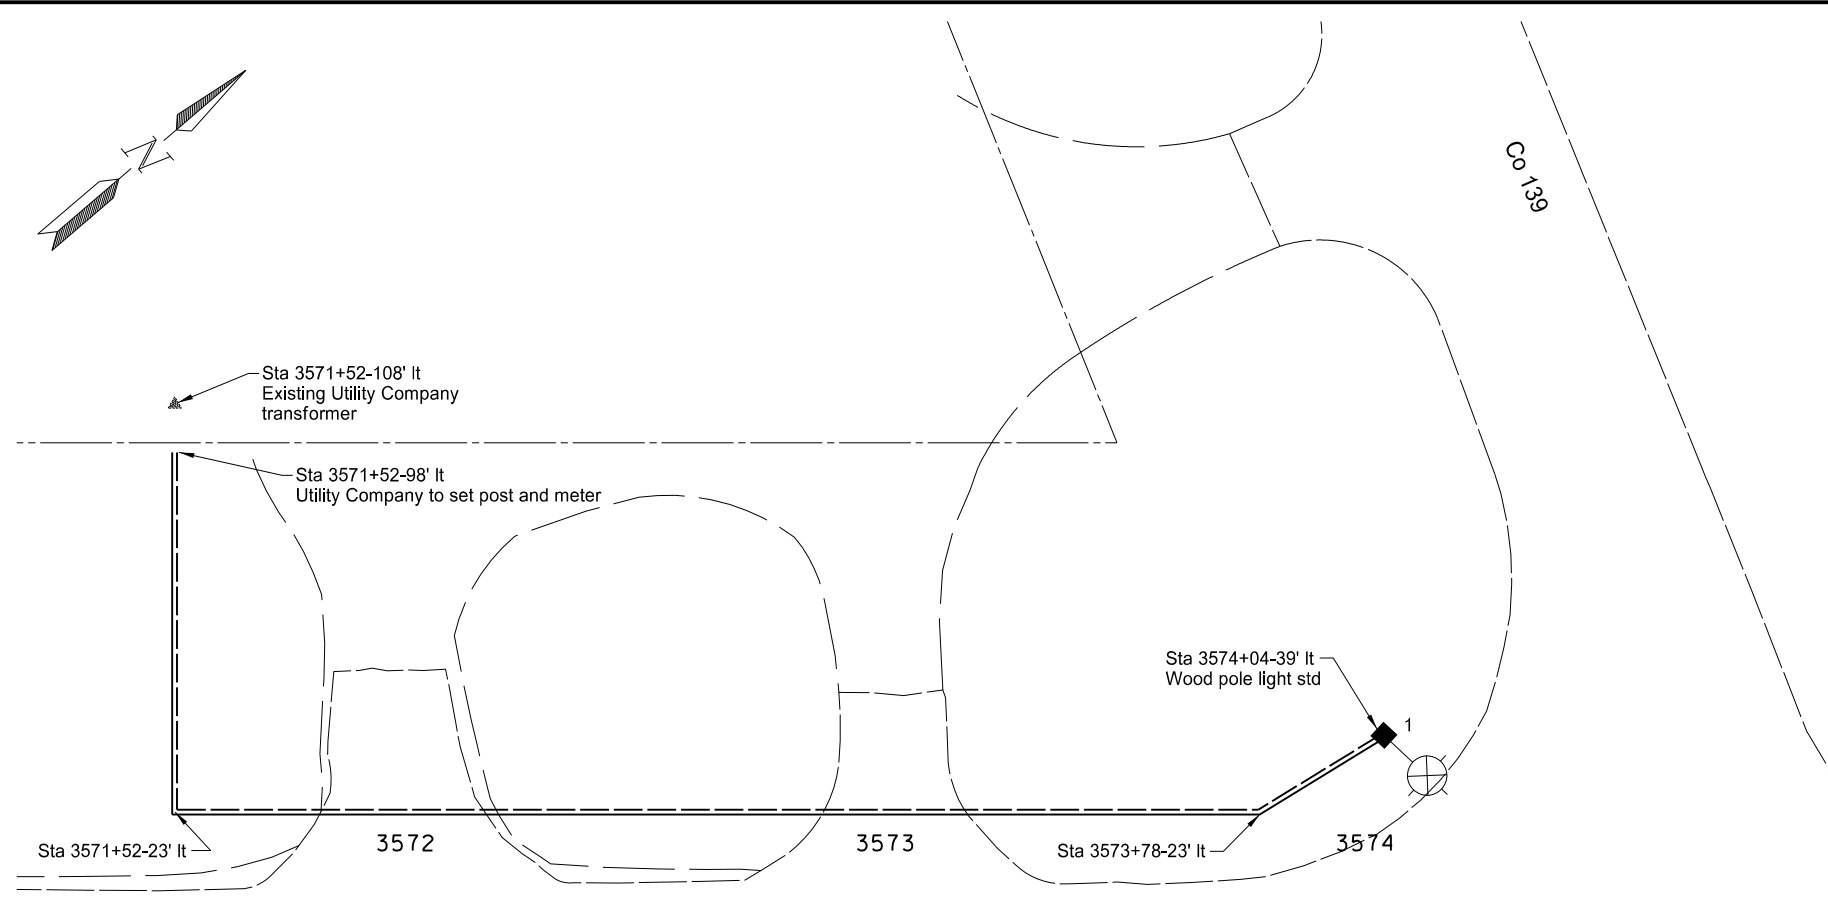 N
Co 139
Sta 3571+52-108' lt
Existing Utility Company
transformer
Sta 3571+52-98' lt
Utility Company to set post and meter
Sta 3574+04-39' lt
Wood pole light std
1
Sta 3571+52-23' lt
3572
3573
Sta 3573+78-23' lt
3574